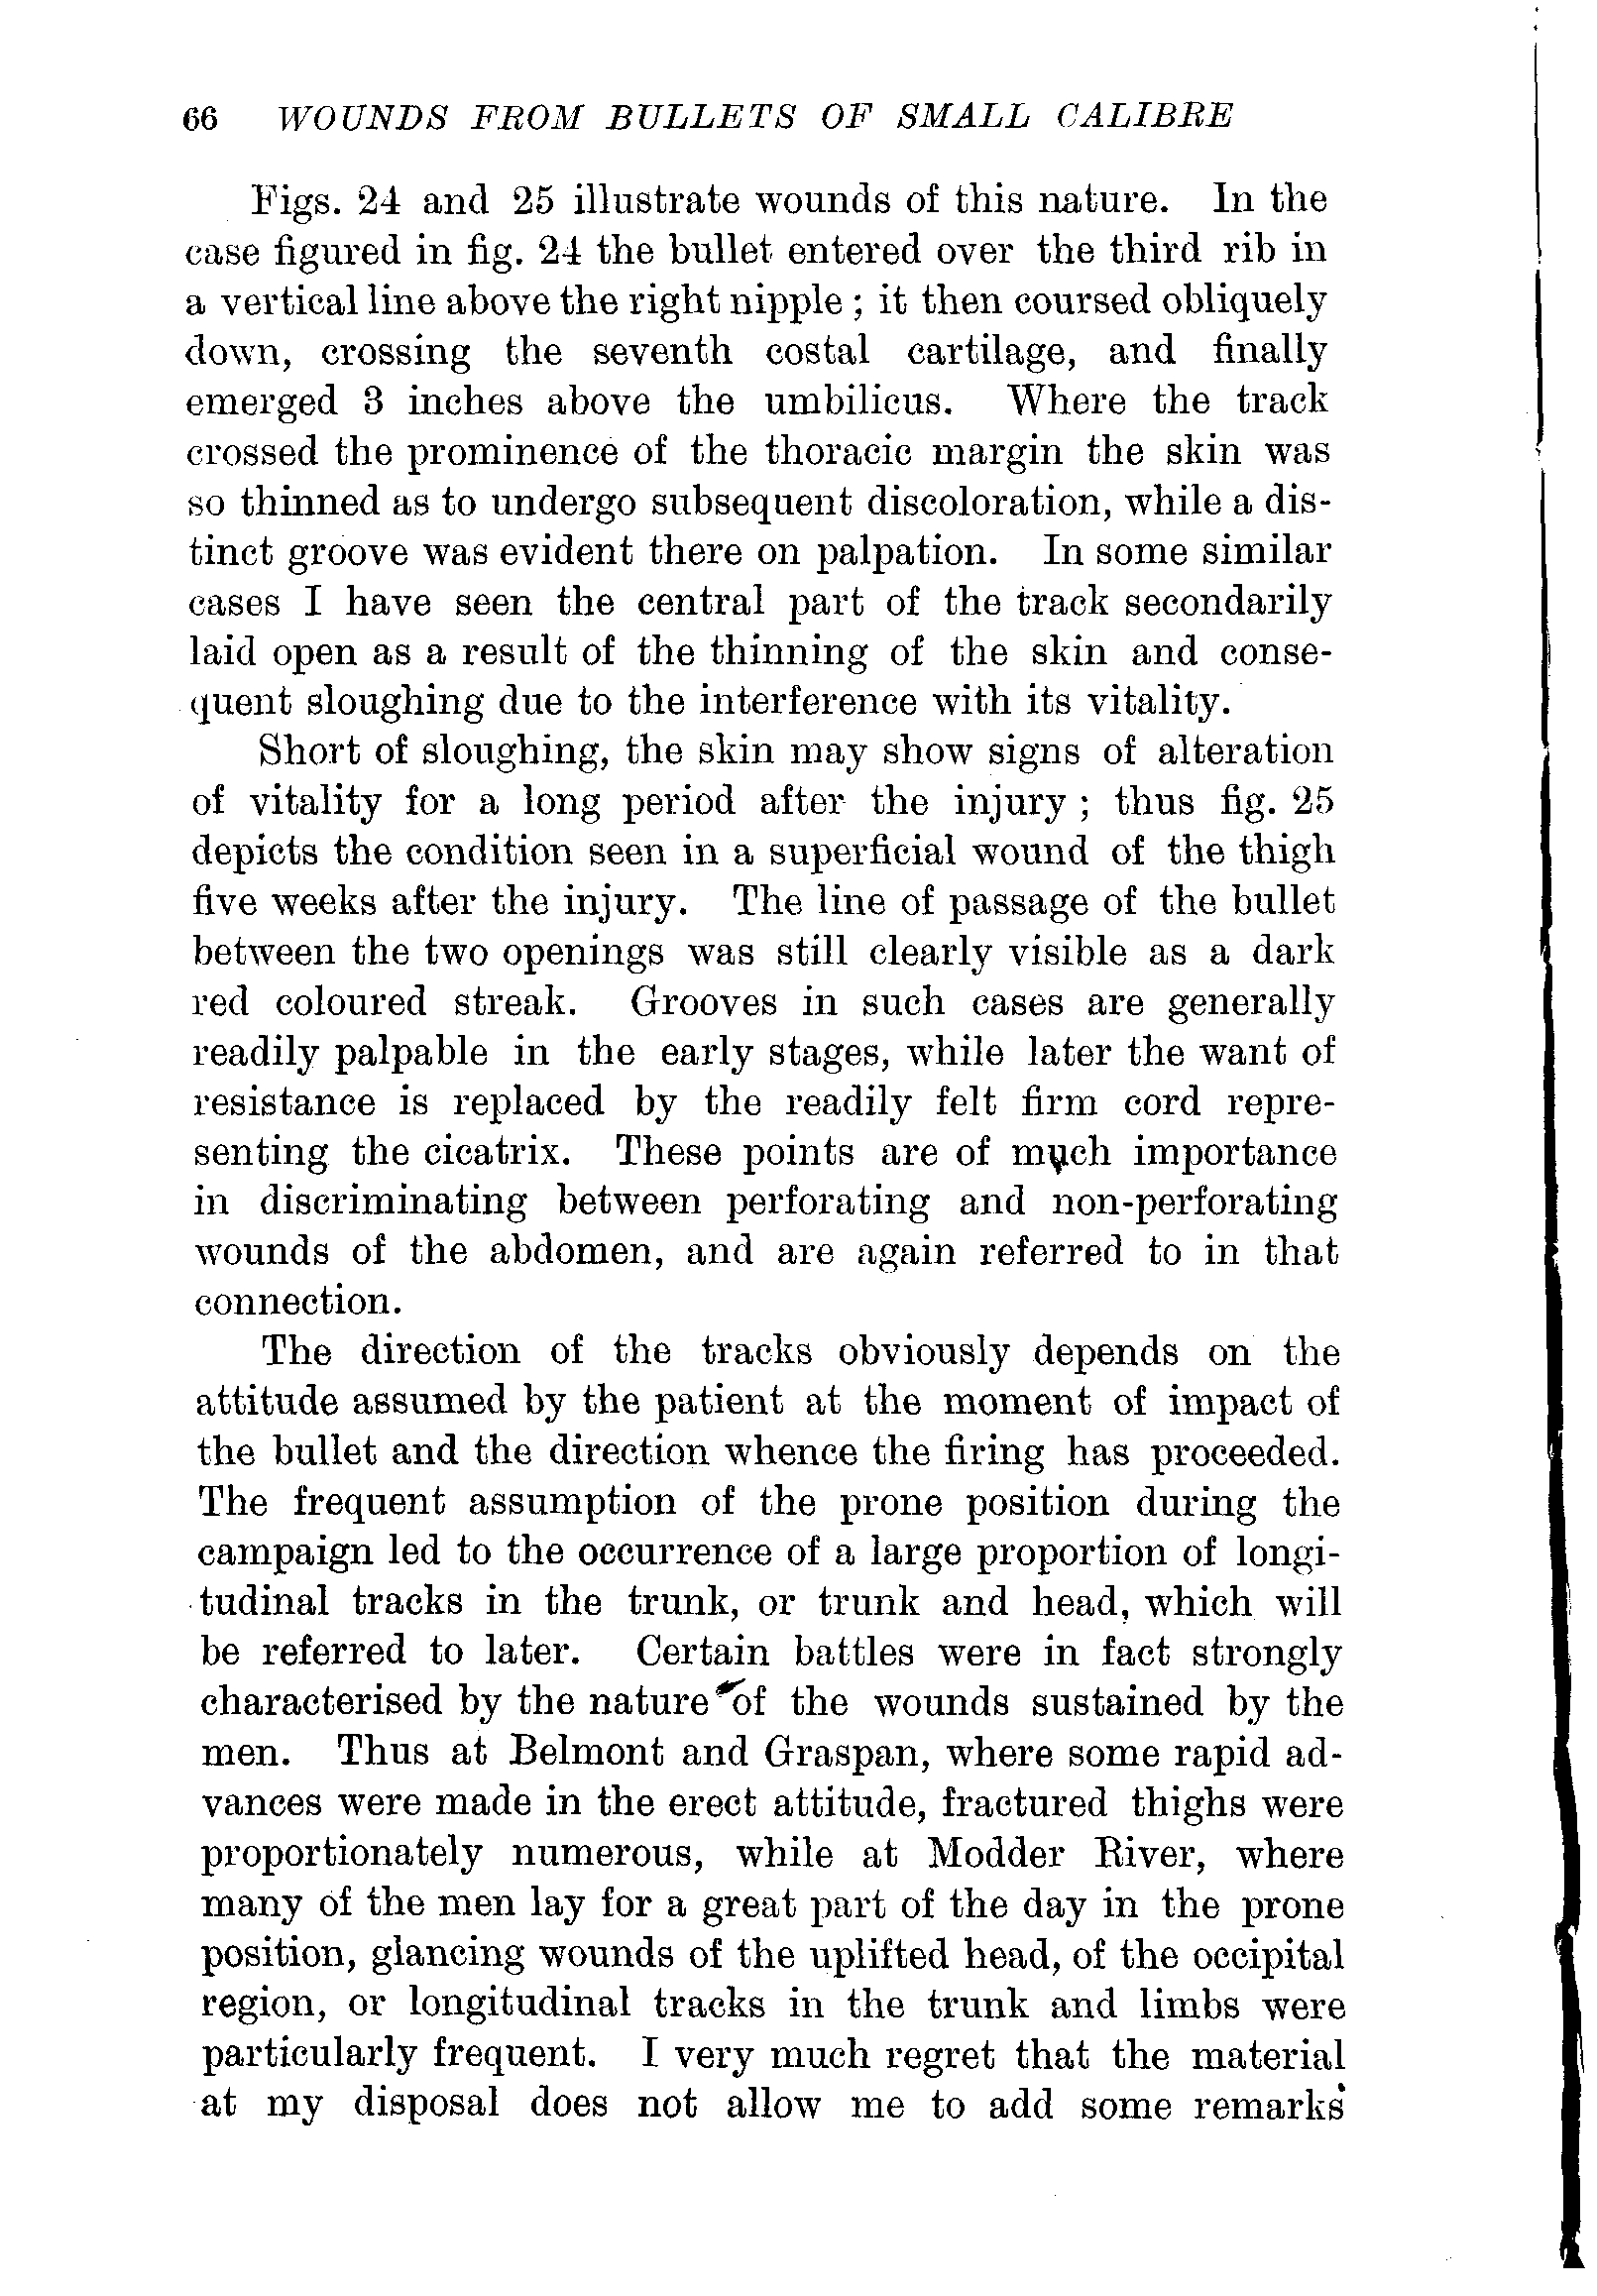 66 WOUNDS FROM BULLETS OF SMALL CALIBRE
Figs. 24 and 25 illustrate wounds of this nature. In the
case figured in fig. 24 the bullet entered over the third rib in
a vertical line above the right nipple ; it then coursed obliquely
down, crossing the seventh costal cartilage, and finally
emerged 3 inches above the umbilicus. Where the track
crossed the prominence of the thoracic margin the skin was
so thinned as to undergo subsequent discoloration, while a dis-
tinct groove was evident there on palpation. In some similar
cases I have seen the central part of the track secondarily
laid open as a result of the thinning of the skin and conse-
quent sloughing due to the interference with its vitality.
Short of sloughing, the skin may show signs of alteration
of vitality for a long period after the injury ; thus fig. 25
depicts the condition seen in a superficial wound of the thigh
five weeks after the injury. The line of passage of the bullet
between the two openings was still clearly visible as a dark
red coloured streak. Grooves in such cases are generally
readily palpable in the early stages, while later the want of
resistance is replaced by the readily felt firm cord repre-
senting the cicatrix. These points are of much importance
in discriminating between perforating and non-perforating
wounds of the abdomen, and are again referred to in that
connection.
The direction of the tracks obviously depends on the
attitude assumed by the patient at the moment of impact of
the bullet and the direction whence the firing has proceeded.
The frequent assumption of the prone position during the
campaign led to the occurrence of a large proportion of longi-
tudinal tracks in the trunk, or trunk and head, which will
be referred to later. Certain battles were in fact strongly
characterised by the nature of the wounds sustained by the
men. Thus at Belmont and Graspan, where some rapid ad-
vances were made in the erect attitude, fractured thighs were
proportionately numerous, while at Modder River, where
many of the men lay for a great part of the day in the prone
position, glancing wounds of the uplifted head, of the occipital
region, or longitudinal tracks in the trunk and limbs were
particularly frequent. I very much regret that the material
at my disposal does not allow me to add some remarks